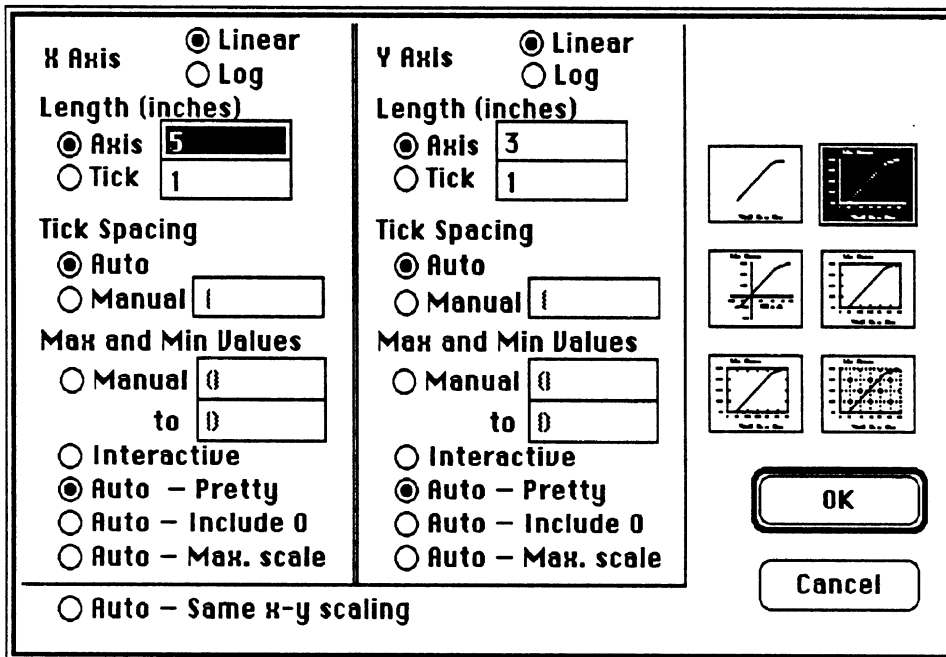 X Axis
Linear
Log
Length (inches)
Axis 5
Tick 1
Tick Spacing
Auto
Manual
Max and Min Values
Manual
to
Interactive
Auto – Pretty
Auto – Include 0
Auto – Max. scale
Y Axis
Linear
Log
Length (inches)
Axis 3
Tick 1
Tick Spacing
Auto
Manual
Max and Min Values
Manual
to
Interactive
Auto – Pretty
Auto – Include 0
Auto – Max. scale
Auto – Same x-y scaling
OK
Cancel